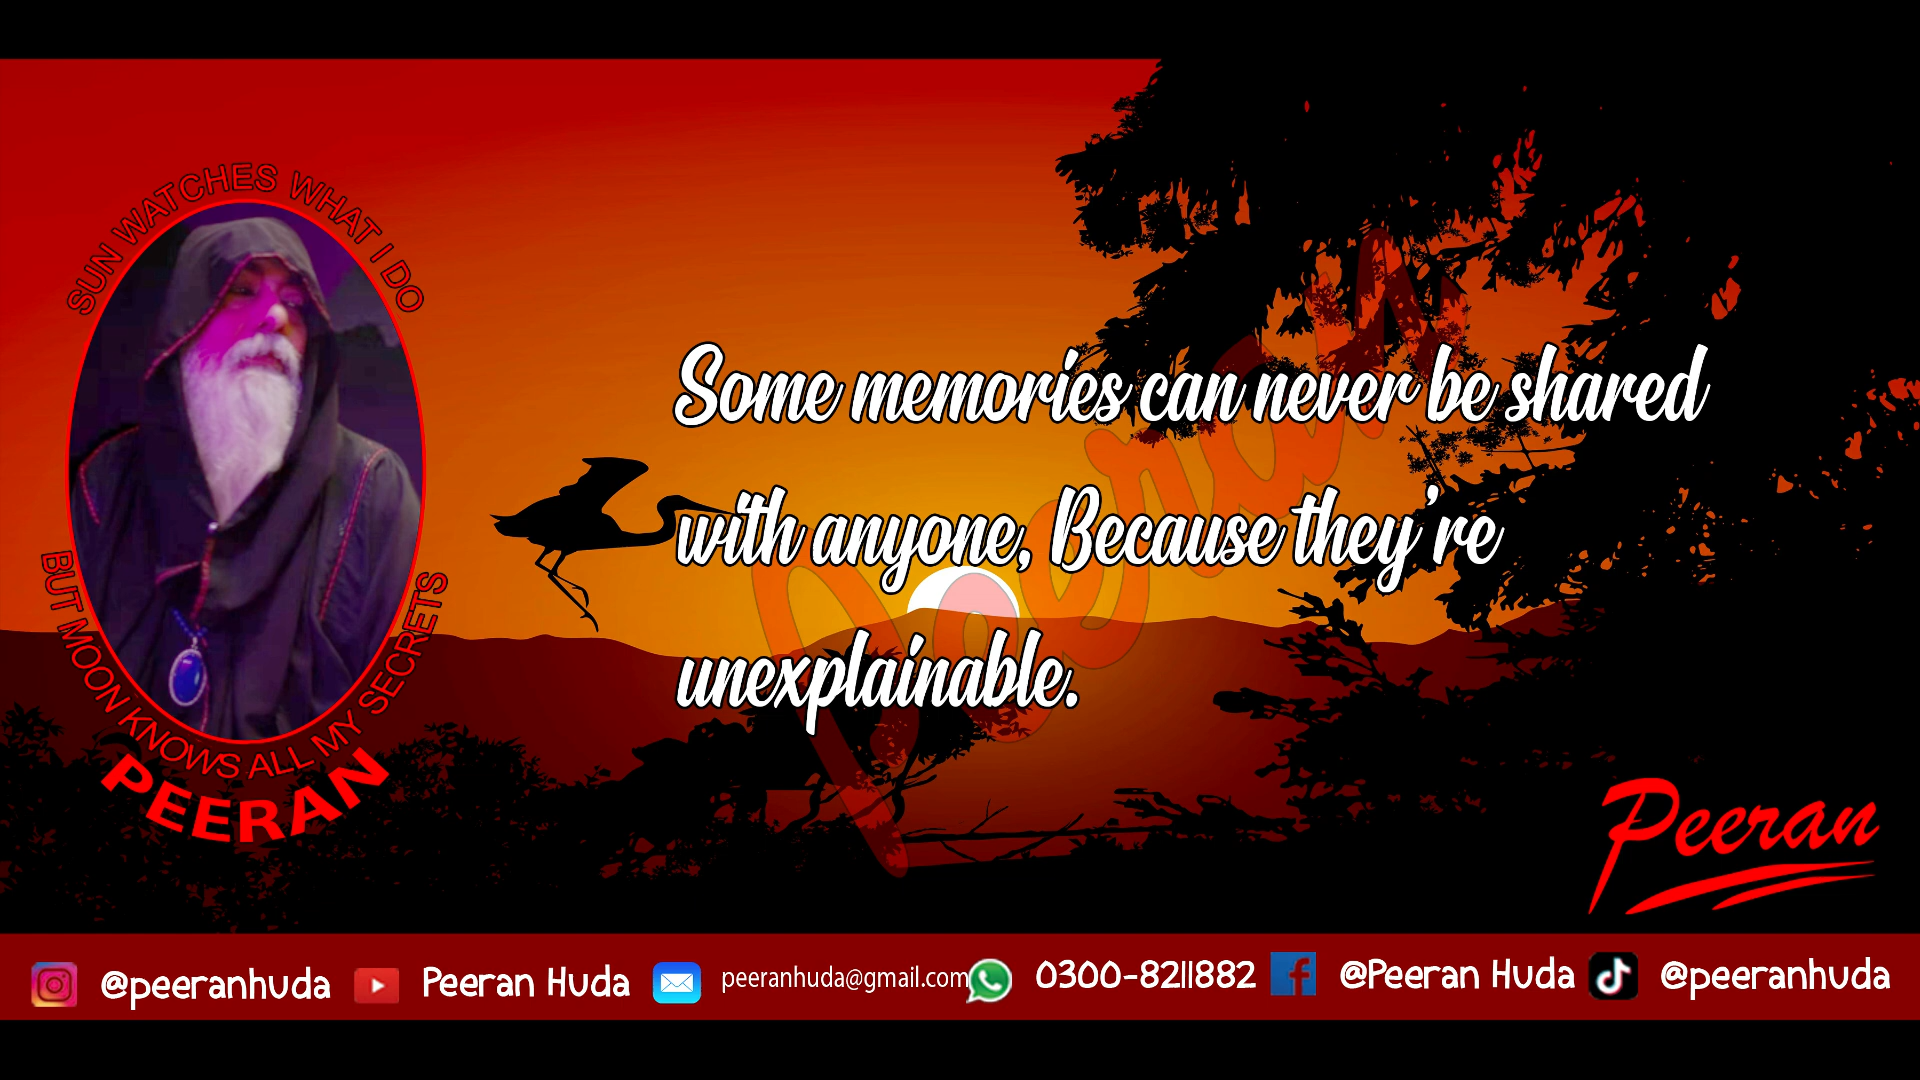 SUN WATCHES WHAT I DO
BUT MOON KNOWS ALL MY SECRETS
PEERAN
Some memories can never be shared
with anyone, Because they're
unexplainable.
Peeran
Peeran
@peeranhuda
Peeran Huda
peeranhuda@gmail.com
0300-8211882
@Peeran Huda
@peeranhuda